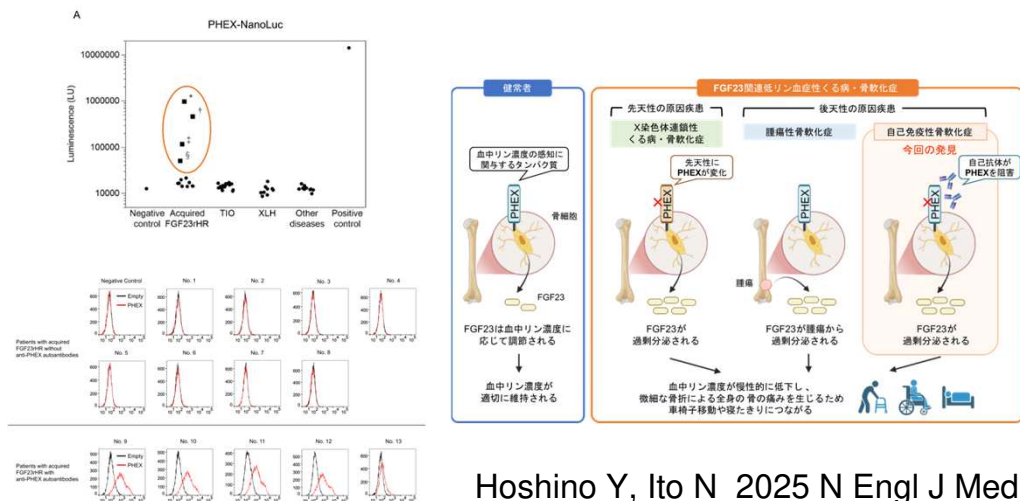 A
PHEX-NanoLuc
Luminescence (LU)
10000000
1000000
100000
10000
*
†
‡
§
Negative control
Acquired FGF23rHR
TIO
XLH
Other diseases
Positive control
Negative Control
No. 1
No. 2
No. 3
No. 4
Empty
PHEX
Patients with acquired
FGF23rHR without
anti-PHEX autoantibodies
No. 5
No. 6
No. 7
No. 8
No. 9
No. 10
No. 11
No. 12
No. 13
Empty
PHEX
Patients with acquired
FGF23rHR with
anti-PHEX autoantibodies
健常者
血中リン濃度の感知に
関与するタンパク質
PHEX
骨細胞
FGF23
FGF23は血中リン濃度に
応じて調節される
血中リン濃度が
適切に維持される
FGF23関連低リン血症性くる病・骨軟化症
先天性の原因疾患
X染色体連鎖性
くる病・骨軟化症
先天性に
PHEXが変化
PHEX
FGF23が
過剰分泌される
後天性の原因疾患
腫瘍性骨軟化症
PHEX
腫瘍
FGF23が腫瘍から
過剰分泌される
自己免疫性骨軟化症
今回の発見
自己抗体が
PHEXを阻害
PHEX
FGF23が
過剰分泌される
血中リン濃度が慢性的に低下し、
微細な骨折による全身の骨の痛みを生じるため
車椅子移動や寝たきりにつながる
Hoshino Y, Ito N 2025 N Engl J Med